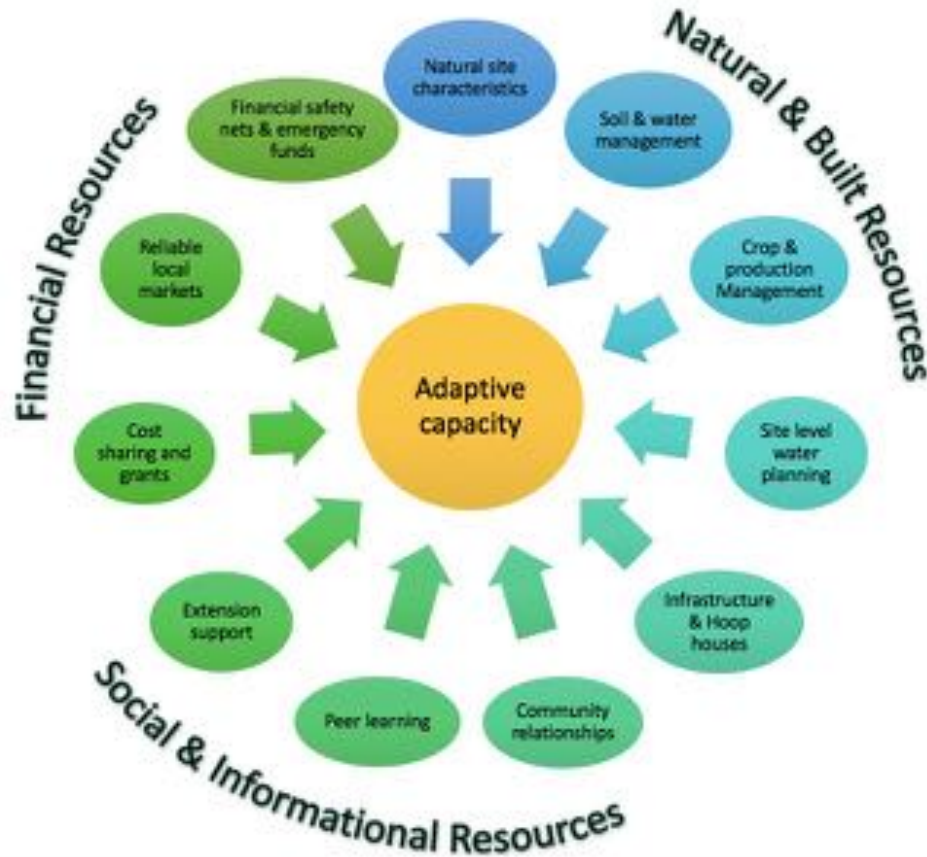 Natural site
characteristics
Soil & water
management
Crop &
production
Management
Site level
water
planning
Infrastructure
& Hoop
houses
Community
relationships
Peer learning
Extension
support
Cost
sharing and
grants
Reliable
local
markets
Financial safety
nets & emergency
funds
Adaptive
capacity
Natural & Built Resources
Social & Informational Resources
Financial Resources